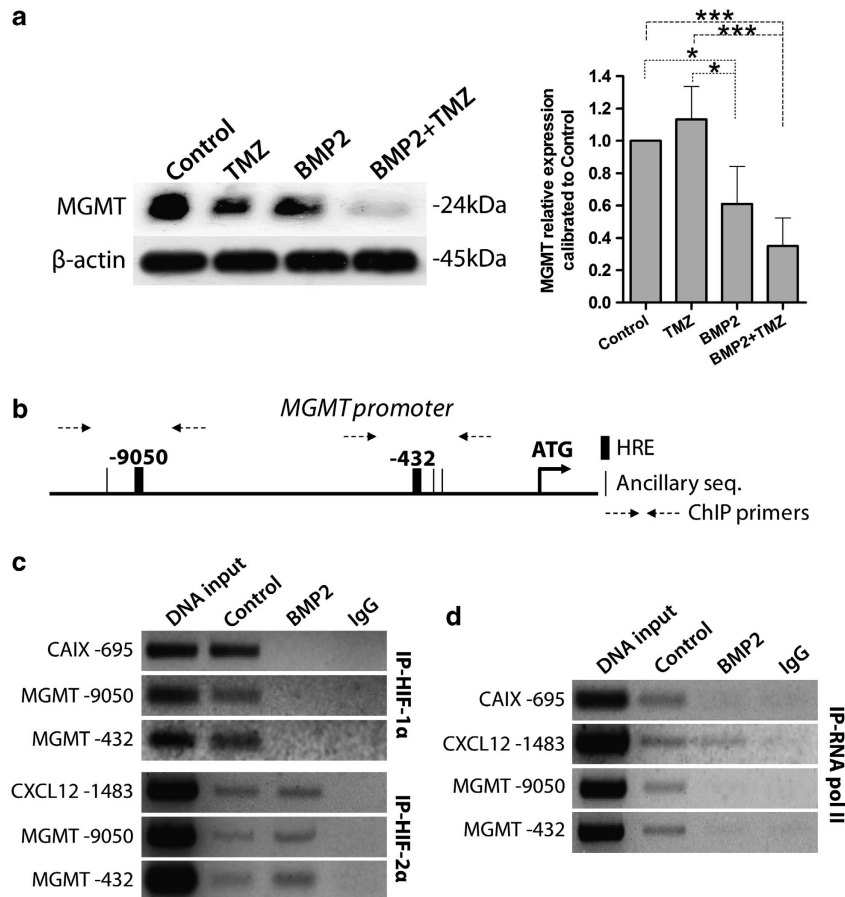 a
Control
TMZ
BMP2
BMP2+TMZ
MGMT
-24kDa
β-actin
-45kDa
***
***
*
*
MGMT relative expression
calibrated to Control
1.4
1.2
1.0
0.8
0.6
0.4
0.2
0.0
Control
TMZ
BMP2
BMP2+TMZ
b
MGMT promoter
-9050
-432
ATG
HRE
Ancillary seq.
ChIP primers
c
DNA input
Control
BMP2
IgG
CAIX -695
MGMT -9050
MGMT -432
IP-HIF-1α
CXCL12 -1483
MGMT -9050
MGMT -432
IP-HIF-2α
d
DNA input
Control
BMP2
IgG
CAIX -695
CXCL12 -1483
MGMT -9050
MGMT -432
IP-RNA pol II